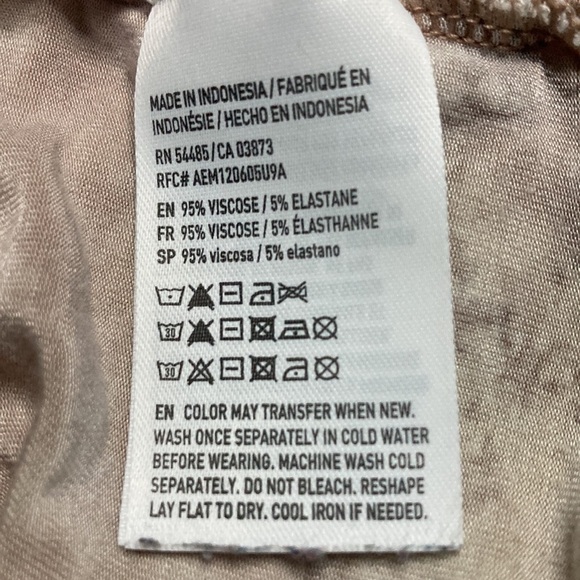 MADE IN INDONESIA / FABRIQUÉ EN
INDONÉSIE / HECHO EN INDONESIA
RN 54485 / CA 03873
RFC# AEM120605U9A
EN 95% VISCOSE / 5% ELASTANE
FR 95% VISCOSE / 5% ÉLASTHANNE
SP 95% viscosa / 5% elastano
30
30
EN COLOR MAY TRANSFER WHEN NEW.
WASH ONCE SEPARATELY IN COLD WATER
BEFORE WEARING. MACHINE WASH COLD
SEPARATELY. DO NOT BLEACH. RESHAPE
LAY FLAT TO DRY. COOL IRON IF NEEDED.